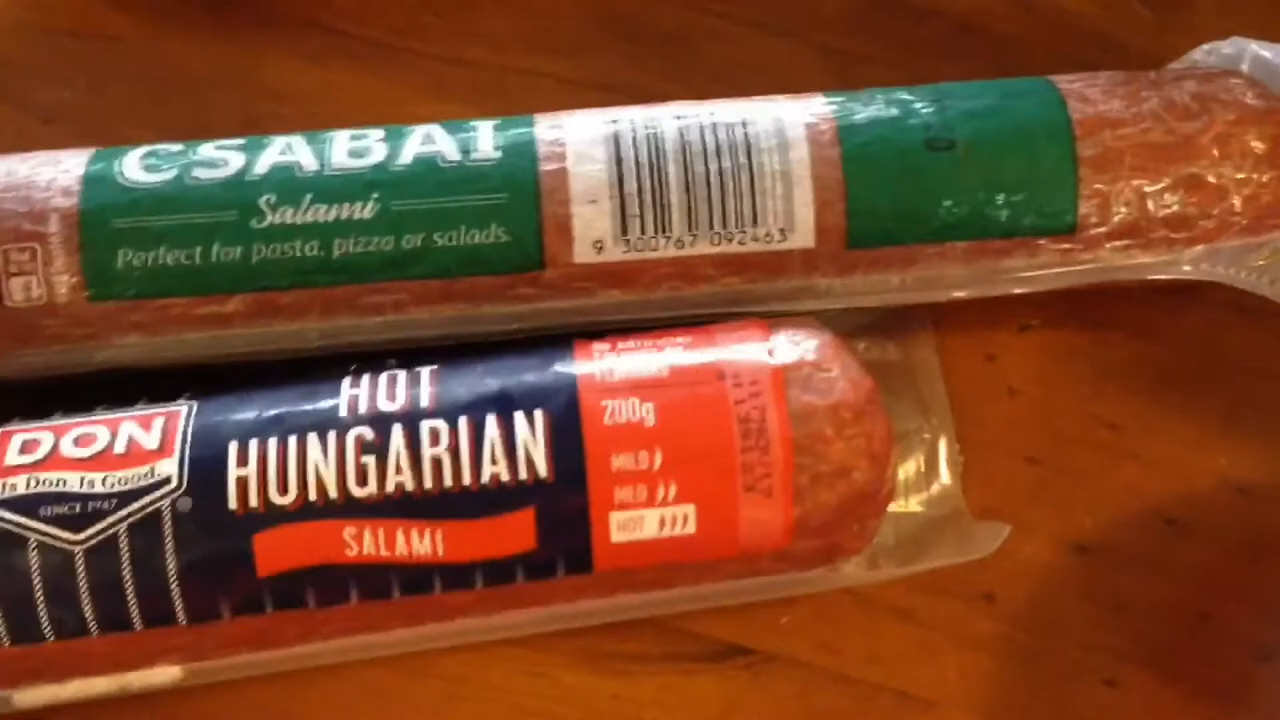 CSABAI
Salami
Perfect for pasta, pizza or salads.
9 300767 092463
DON
Is Don. Is Good.
SINCE 1947
HOT
HUNGARIAN
SALAMI
200g
MILD
MILD
HOT